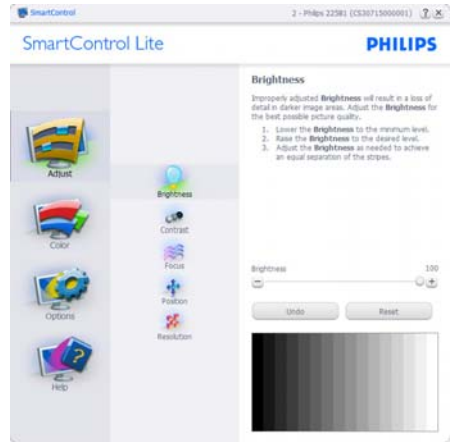 SmartControl
2 - Philips 225B1 (CS30715000001)
? X
SmartControl Lite
PHILIPS
Adjust
Color
Options
Help
Brightness
Contrast
Focus
Position
Resolution
Brightness
Improperly adjusted Brightness will result in a loss of
detail in darker image areas. Adjust the Brightness for
the best possible picture quality.
1. Lower the Brightness to the minimum level.
2. Raise the Brightness to the desired level.
3. Adjust the Brightness as needed to achieve
an equal separation of the stripes.
Brightness 100
Undo Reset